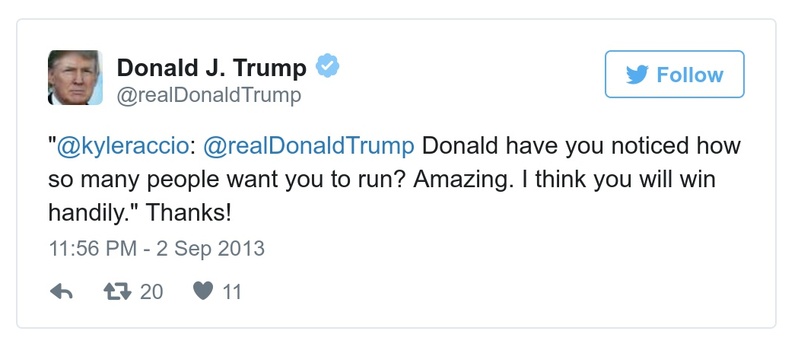 Donald J. Trump
@realDonaldTrump
Follow
"@kyleraccio: @realDonaldTrump Donald have you noticed how
so many people want you to run? Amazing. I think you will win
handily." Thanks!
11:56 PM - 2 Sep 2013
20 11